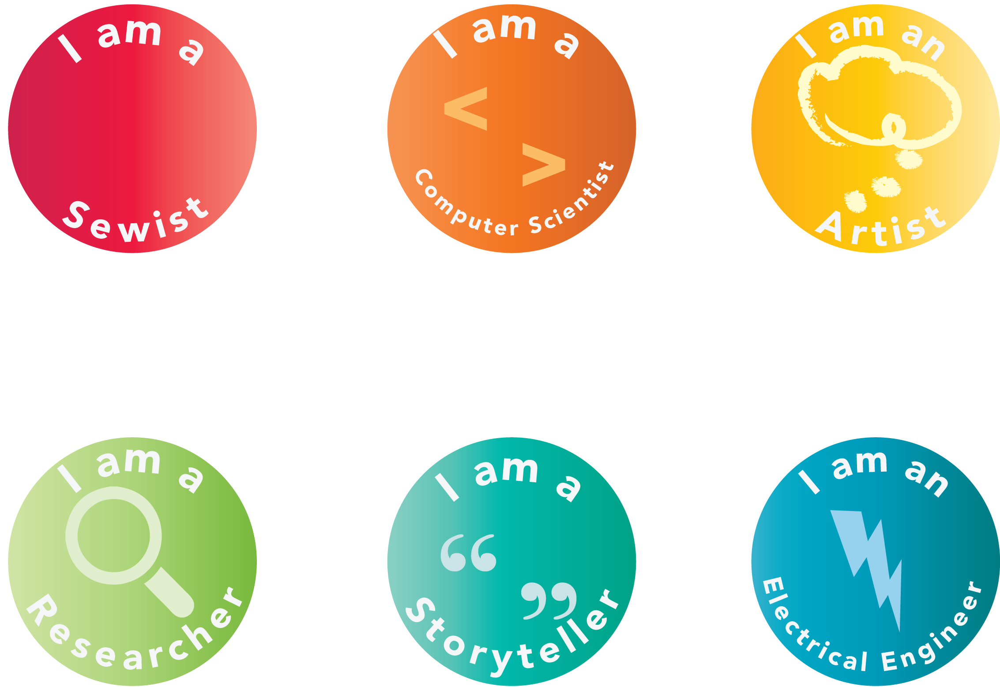 I am a
Sewist
I am a
< >
Computer Scientist
I am an
Artist
I am a
Researcher
I am a
“ ”
Storyteller
I am an
Electrical Engineer